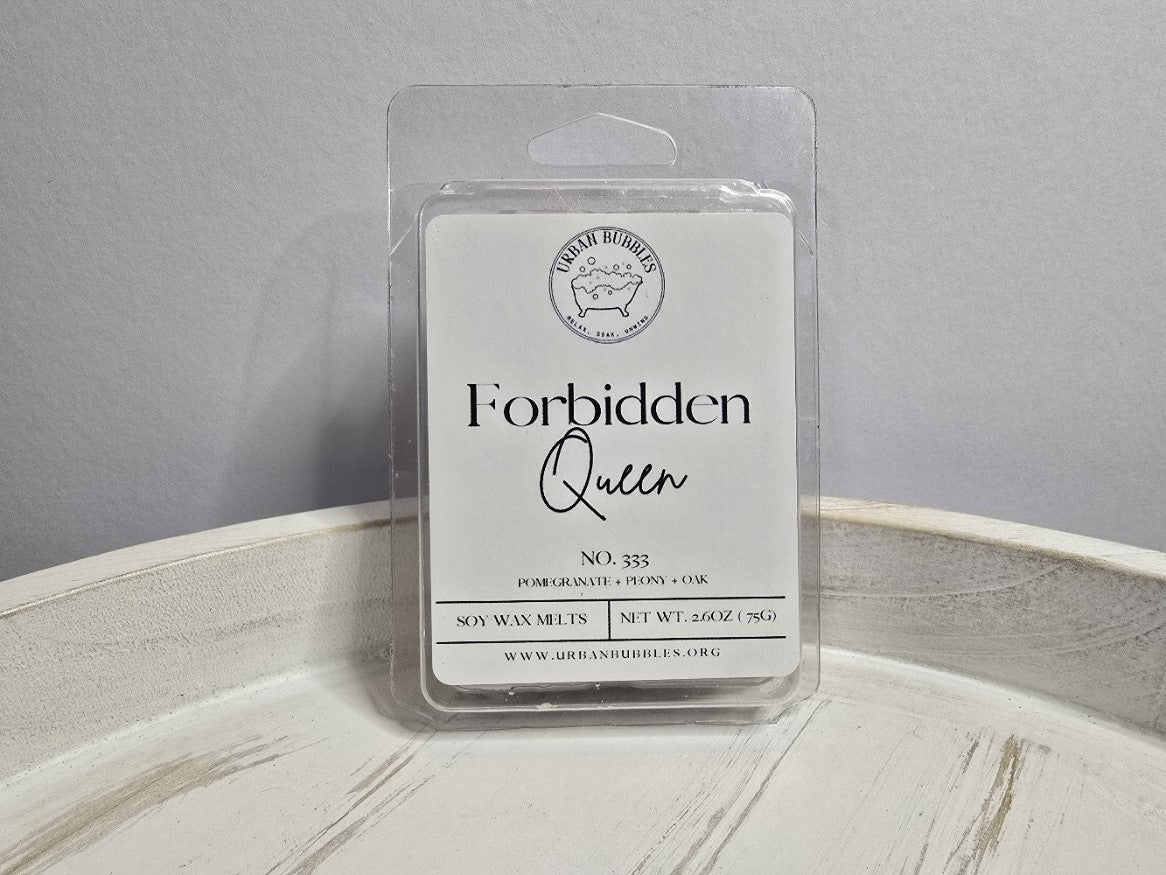 URBAN BUBBLES
RELAX. SOAK. UNWIND
Forbidden
Queen
NO. 333
POMEGRANATE + PEONY + OAK
SOY WAX MELTS
NET WT. 2.6OZ ( 75G)
WWW.URBANBUBBLES.ORG